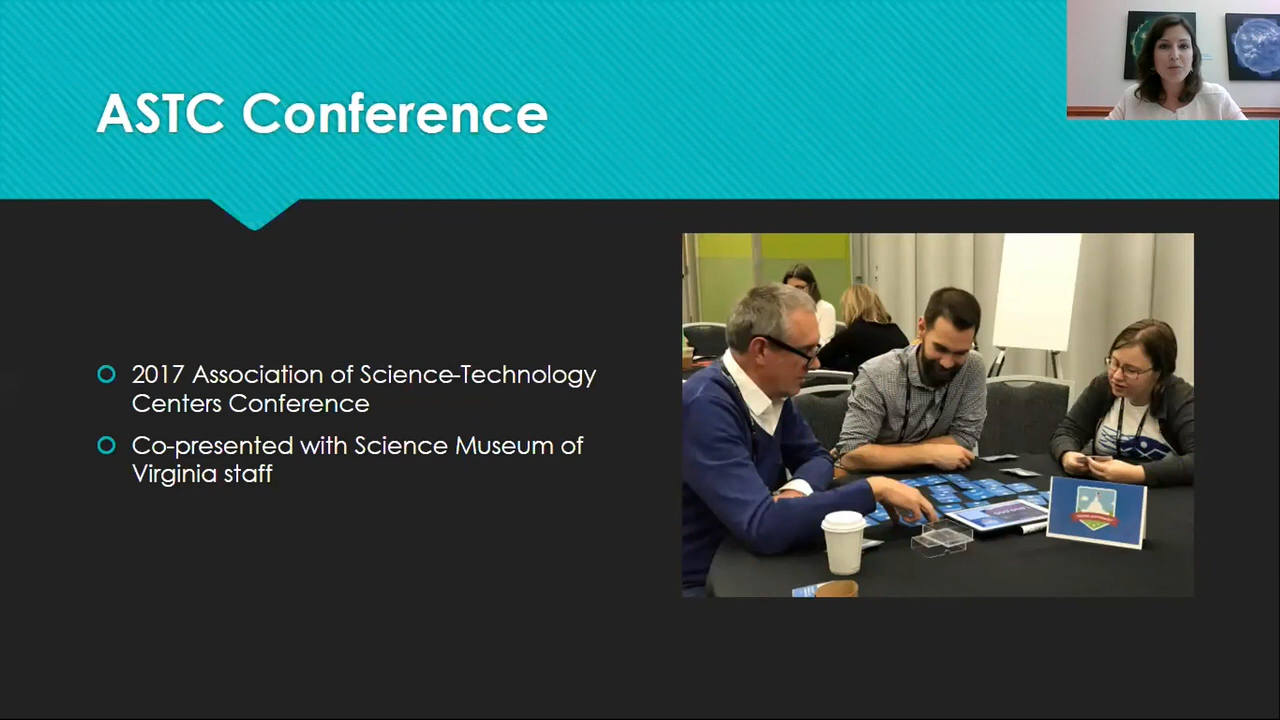 ASTC Conference
2017 Association of Science-Technology
Centers Conference
Co-presented with Science Museum of
Virginia staff